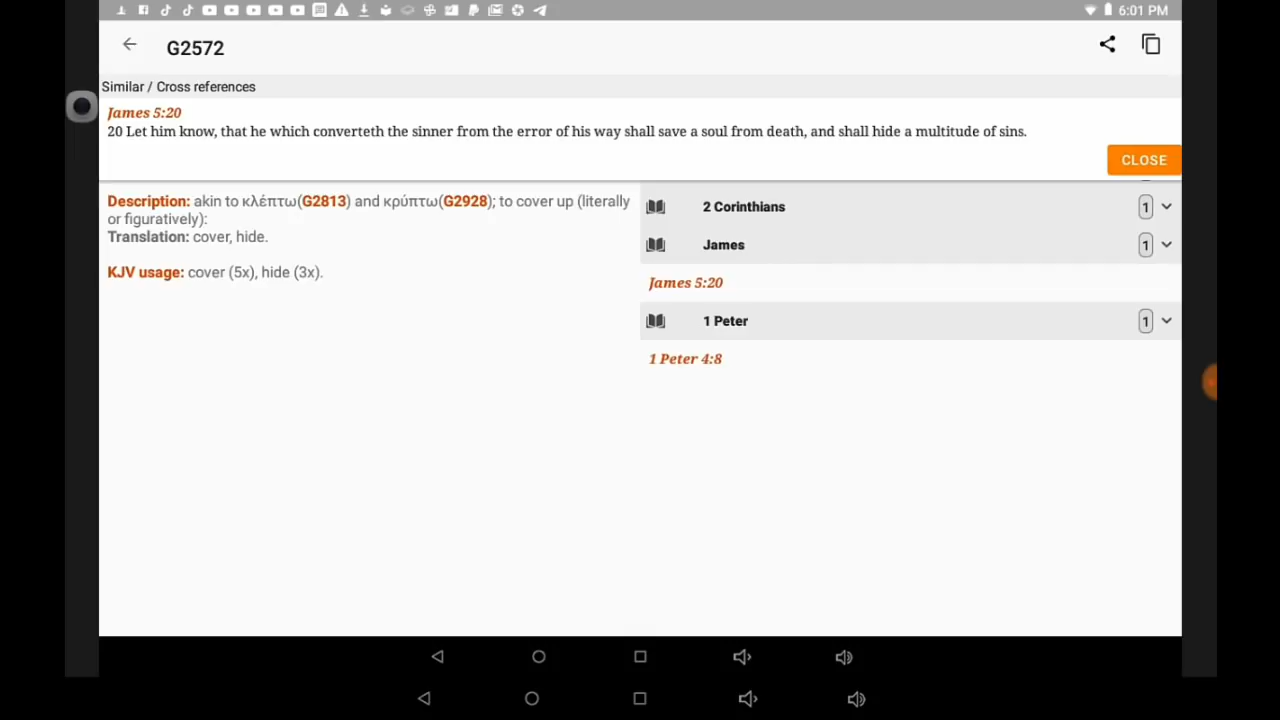 6:01 PM
G2572
Similar / Cross references
James 5:20
20 Let him know, that he which converteth the sinner from the error of his way shall save a soul from death, and shall hide a multitude of sins.
CLOSE
Description: akin to κλέπτω(G2813) and κρύπτω(G2928); to cover up (literally
or figuratively):
Translation: cover, hide.
KJV usage: cover (5x), hide (3x).
2 Corinthians 1
James 1
James 5:20
1 Peter 1
1 Peter 4:8